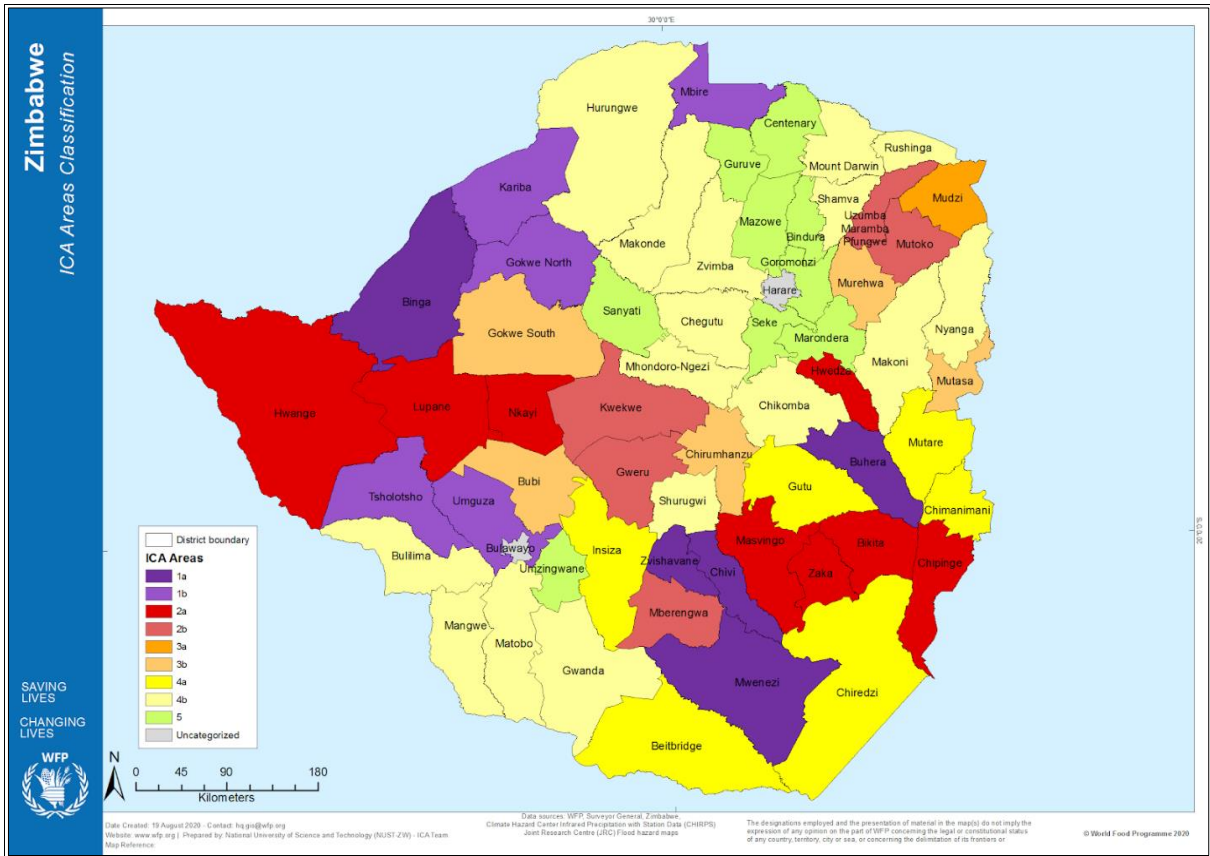 Zimbabwe
ICA Areas Classification
SAVING
LIVES
CHANGING
LIVES
WFP
30°0'0"E
Mbire
Hurungwe
Centenary
Rushinga
Mount Darwin
Guruve
Kariba
Shamva
Mudzi
Uzumba
Maramba
Pfungwe
Mazowe
Bindura
Mutoko
Makonde
Gokwe North
Zvimba
Goromonzi
Murehwa
Harare
Binga
Sanyati
Chegutu
Seke
Nyanga
Gokwe South
Marondera
Makoni
Mhondoro-Ngezi
Hwedza
Mutasa
Hwange
Lupane
Nkayi
Kwekwe
Chikomba
Mutare
Chirumhanzu
Buhera
Gweru
Bubi
Gutu
Tsholotsho
Umguza
Shurugwi
Chimanimani
Masvingo
Bikita
Bulawayo
Insiza
Bulilima
Zvishavane
Chivi
Zaka
Chipinge
Umzingwane
Mberengwa
Mangwe
Matobo
Gwanda
Mwenezi
Chiredzi
Beitbridge
District boundary
ICA Areas
1a
1b
2a
2b
3a
3b
4a
4b
5
Uncategorized
N
0 45 90 180
Kilometers
Date Created: 19 August 2020 - Contact: hq.gis@wfp.org
Website: www.wfp.org | Prepared by: National University of Science and Technology (NUST-ZW) - ICA Team
Map Reference:
Data sources: WFP, Surveyor General, Zimbabwe,
Climate Hazard Center Infrared Precipitation with Station Data (CHIRPS)
Joint Research Centre (JRC) Flood hazard maps
The designations employed and the presentation of material in the map(s) do not imply the
expression of any opinion on the part of WFP concerning the legal or constitutional status
of any country, territory, city or sea, or concerning the delimitation of its frontiers or
© World Food Programme 2020